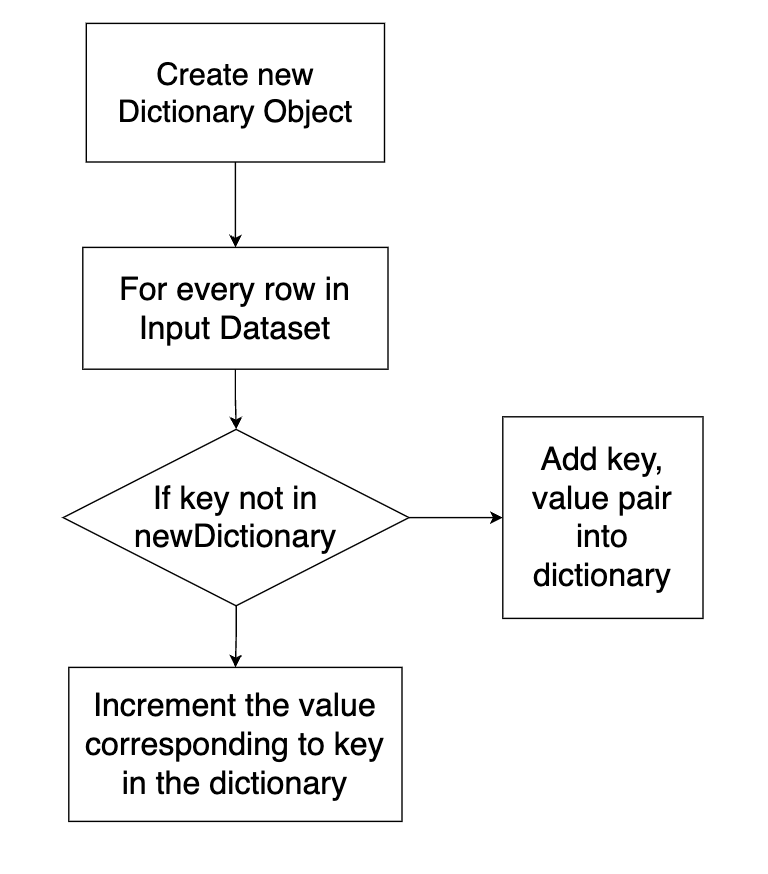 Create new
Dictionary Object
For every row in
Input Dataset
If key not in
newDictionary
Add key,
value pair
into
dictionary
Increment the value
corresponding to key
in the dictionary